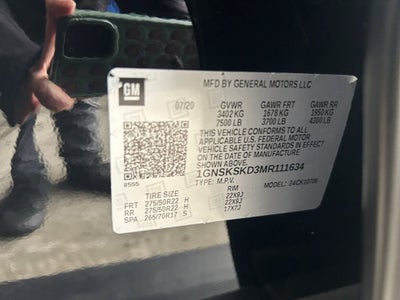 GM
MFD BY GENERAL MOTORS LLC
07/20 GVWR GAWR FRT GAWR RR
3402 KG 1678 KG 1950 KG
7500 LB 3700 LB 4300 LB
THIS VEHICLE CONFORMS TO ALL
APPLICABLE U.S. FEDERAL MOTOR
VEHICLE SAFETY STANDARDS IN EFFECT
ON THE DATE OF MANUFACTURE SHOWN ABOVE.
1GNSKSKD3MR111634
TYPE: M.P.V. MODEL: 14CK10706
TIRE SIZE RIM
FRT 275/50R22 H 22X9J
RR 275/50R22 H 22X9J
SPA 265/70R17 S 17X7J